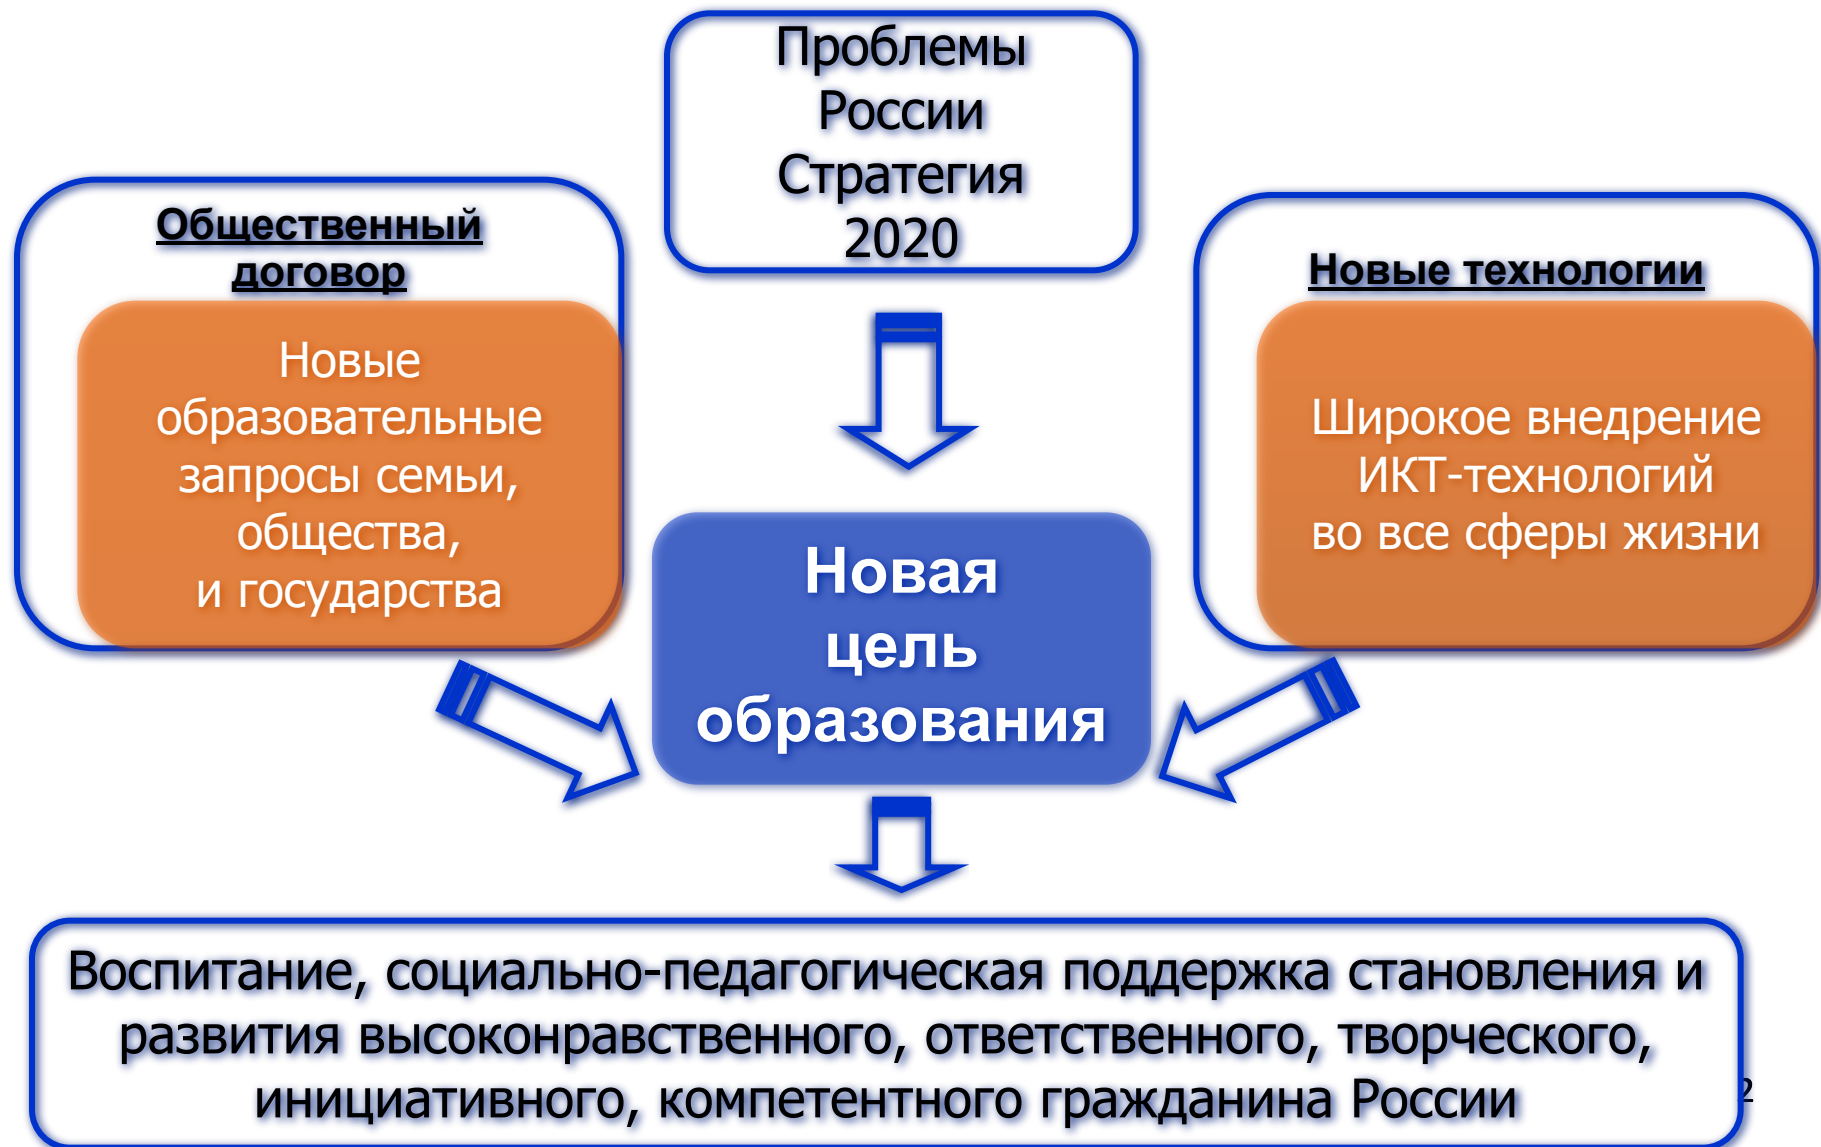 Проблемы
России
Стратегия
2020
Общественный
договор
Новые
образовательные
запросы семьи,
общества,
и государства
Новые технологии
Широкое внедрение
ИКТ-технологий
во все сферы жизни
Новая
цель
образования
Воспитание, социально-педагогическая поддержка становления и
развития высоконравственного, ответственного, творческого,
инициативного, компетентного гражданина России
2